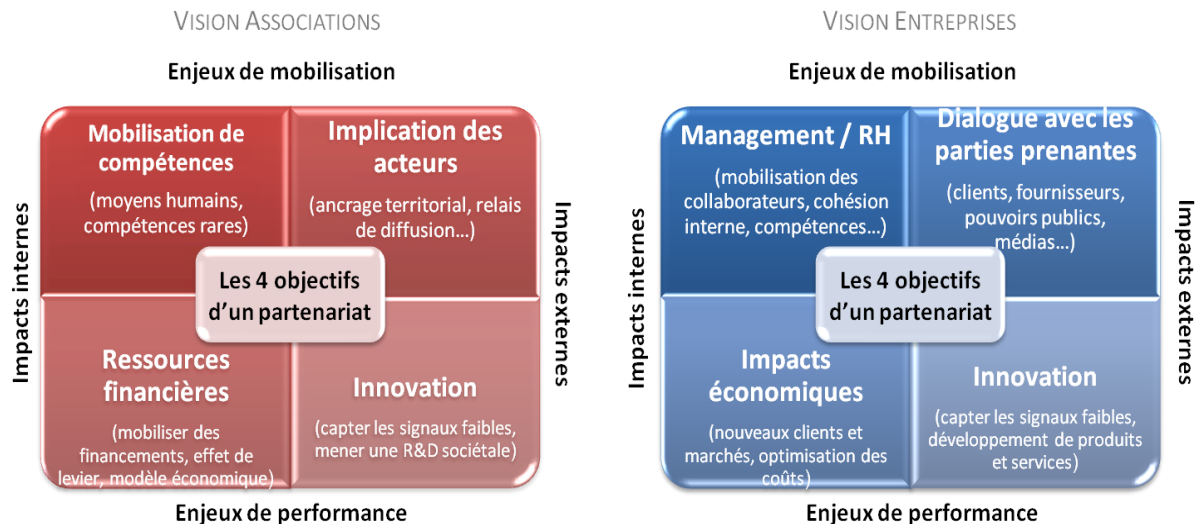 VISION ASSOCIATIONS
Enjeux de mobilisation
Impacts internes
Mobilisation de
compétences
(moyens humains,
compétences rares)
Implication des
acteurs
(ancrage territorial, relais
de diffusion…)
Les 4 objectifs
d’un partenariat
Ressources
financières
(mobiliser des
financements, effet de
levier, modèle économique)
Innovation
(capter les signaux faibles,
mener une R&D sociétale)
Impacts externes
Enjeux de performance
VISION ENTREPRISES
Enjeux de mobilisation
Impacts internes
Management / RH
(mobilisation des
collaborateurs, cohésion
interne, compétences…)
Dialogue avec les
parties prenantes
(clients, fournisseurs,
pouvoirs publics,
médias…)
Les 4 objectifs
d’un partenariat
Impacts
économiques
(nouveaux clients et
marchés, optimisation des
coûts)
Innovation
(capter les signaux faibles,
développement de produits
et services)
Impacts externes
Enjeux de performance